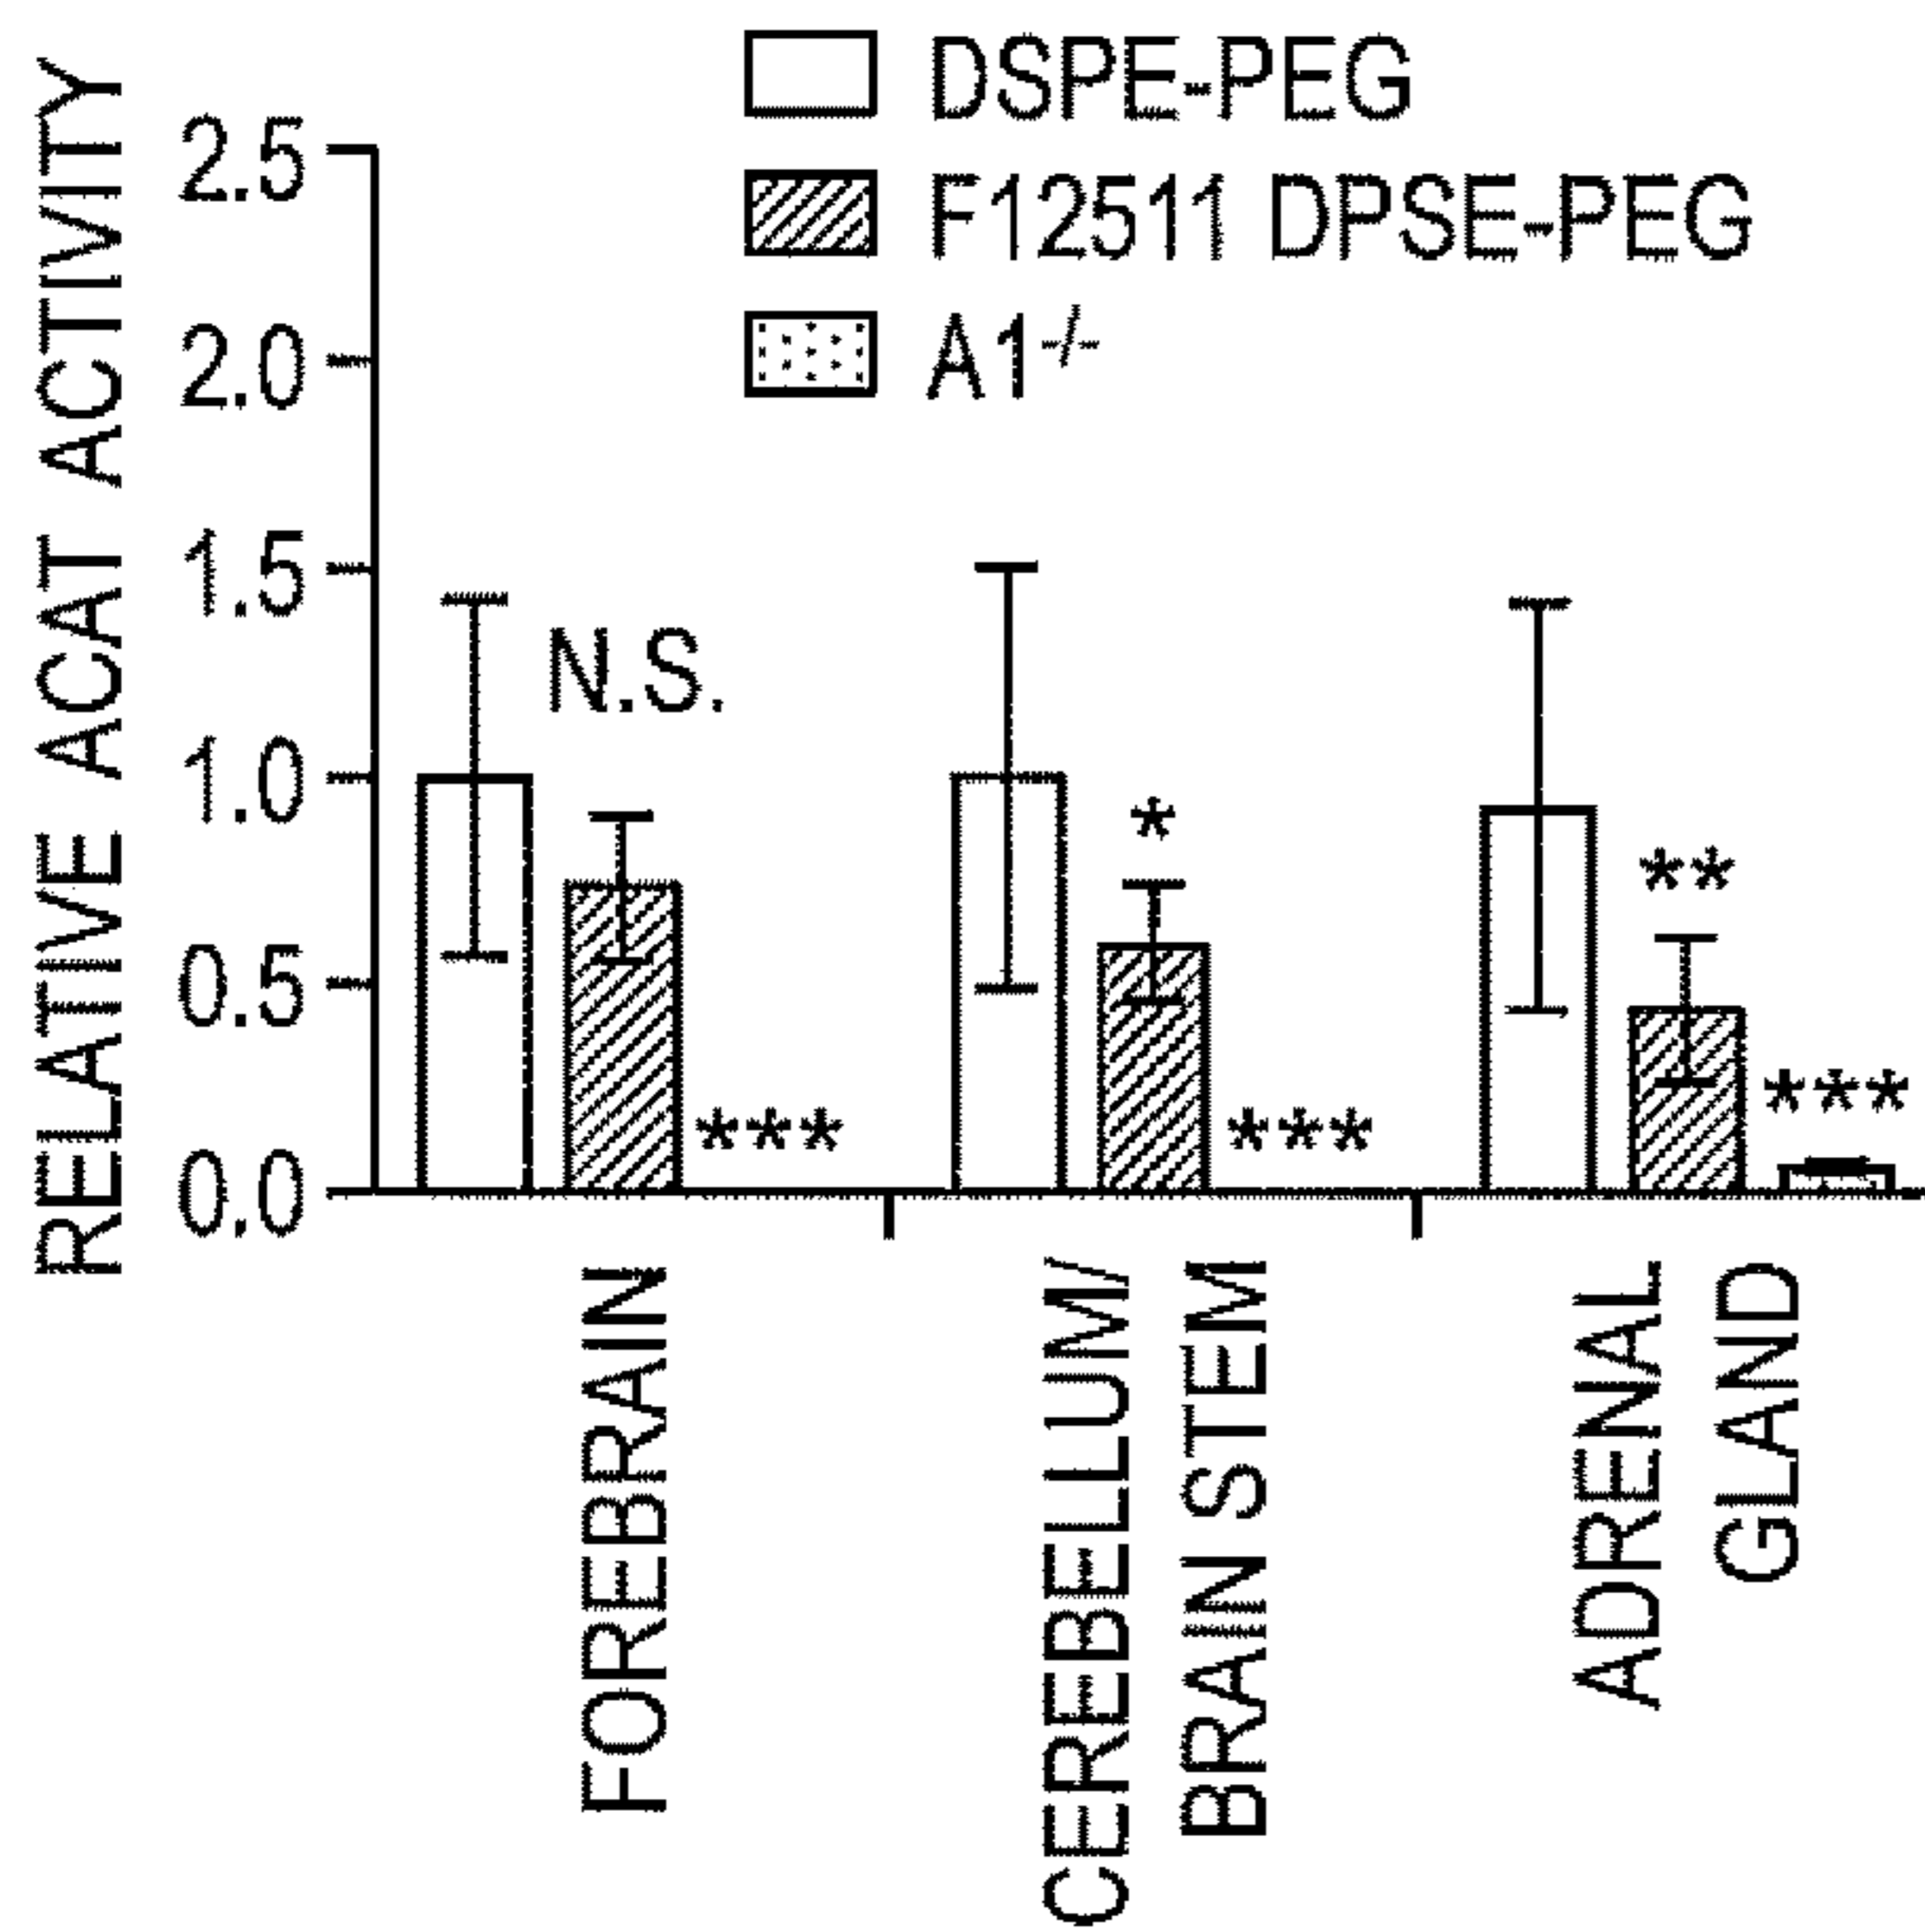 DSPE-PEG
F12511 DPSE-PEG
A1-/-
RELATIVE ACAT ACTIVITY
2.5
2.0
1.5
1.0
0.5
0.0
N.S.
***
*
***
**
***
FOREBRAIN
CEREBELLUM/
BRAIN STEM
ADRENAL
GLAND